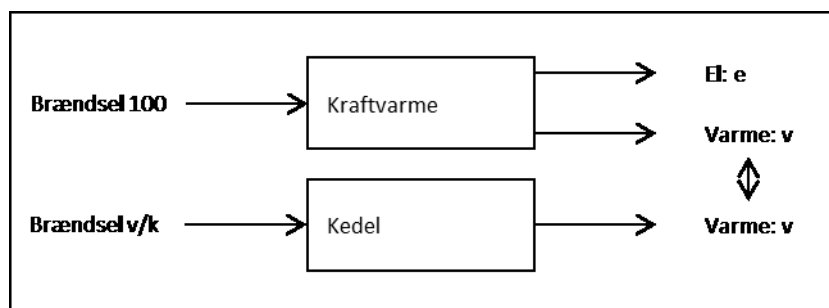 El: e
Brændsel 100
Kraftvarme
Varme: v
Brændsel v/k
Kedel
Varme: v